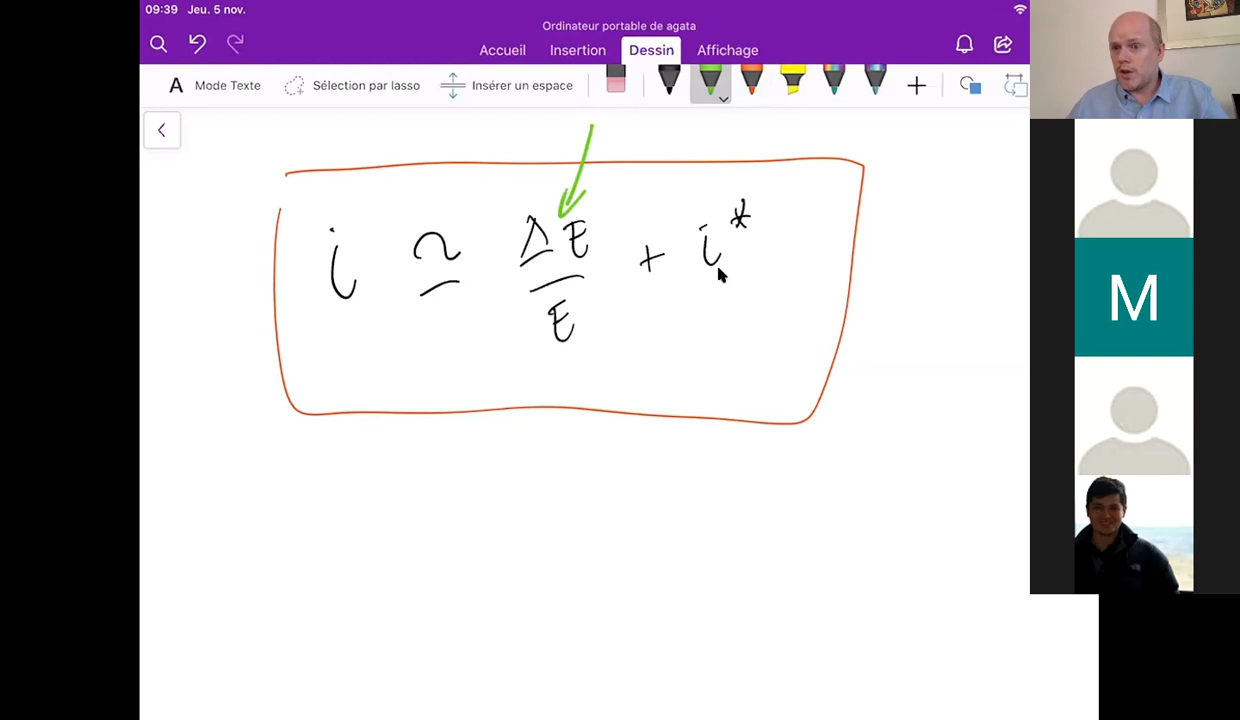 09:39 Jeu. 5 nov.
Ordinateur portable de agata
Accueil Insertion Dessin Affichage
A Mode Texte Sélection par lasso Insérer un espace
i ≃ ΔE/E + i*
M